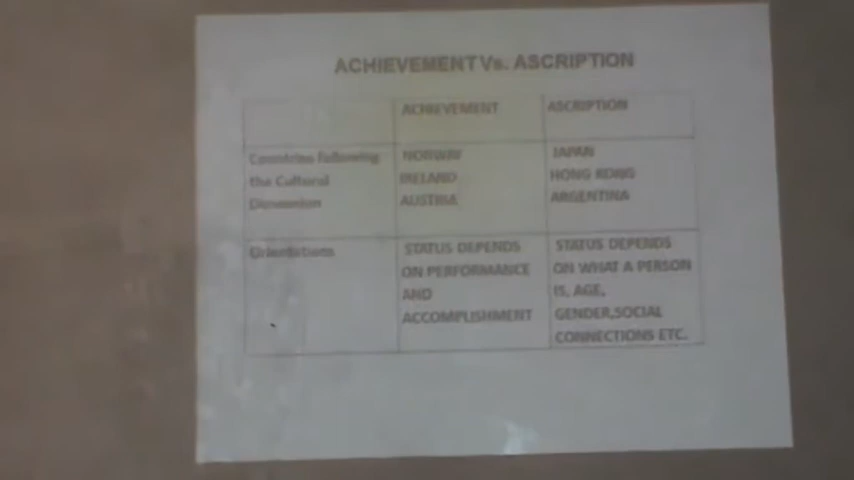 ACHIEVEMENT Vs. ASCRIPTION
ACHIEVEMENT
ASCRIPTION
Countries following
the Cultural
Dimension
NORWAY
IRELAND
AUSTRIA
JAPAN
HONG KONG
ARGENTINA
Orientations
STATUS DEPENDS
ON PERFORMANCE
AND
ACCOMPLISHMENT
STATUS DEPENDS
ON WHAT A PERSON
IS, AGE,
GENDER,SOCIAL
CONNECTIONS ETC.